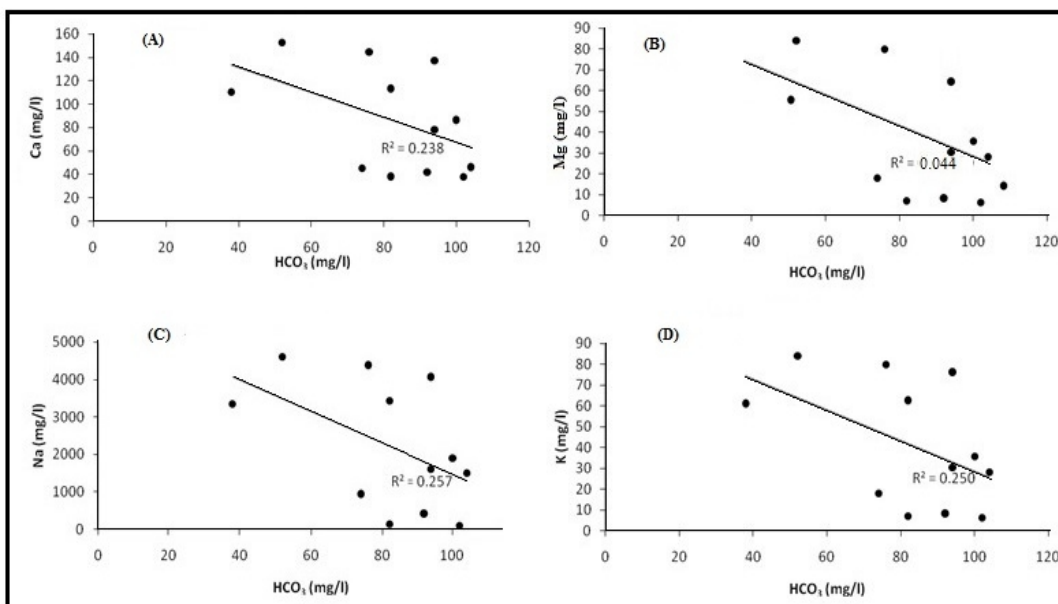 (A)
Ca (mg/l)
160
140
120
100
80
60
40
20
0
R² = 0.238
0 20 40 60 80 100 120
HCO₃ (mg/l)
(B)
Mg (mg/l)
90
80
70
60
50
40
30
20
10
0
R² = 0.044
0 20 40 60 80 100 120
HCO₃ (mg/l)
(C)
Na (mg/l)
5000
4000
3000
2000
1000
0
R² = 0.257
0 20 40 60 80 100
HCO₃ (mg/l)
(D)
K (mg/l)
90
80
70
60
50
40
30
20
10
0
R² = 0.250
0 20 40 60 80 100 120
HCO₃ (mg/l)